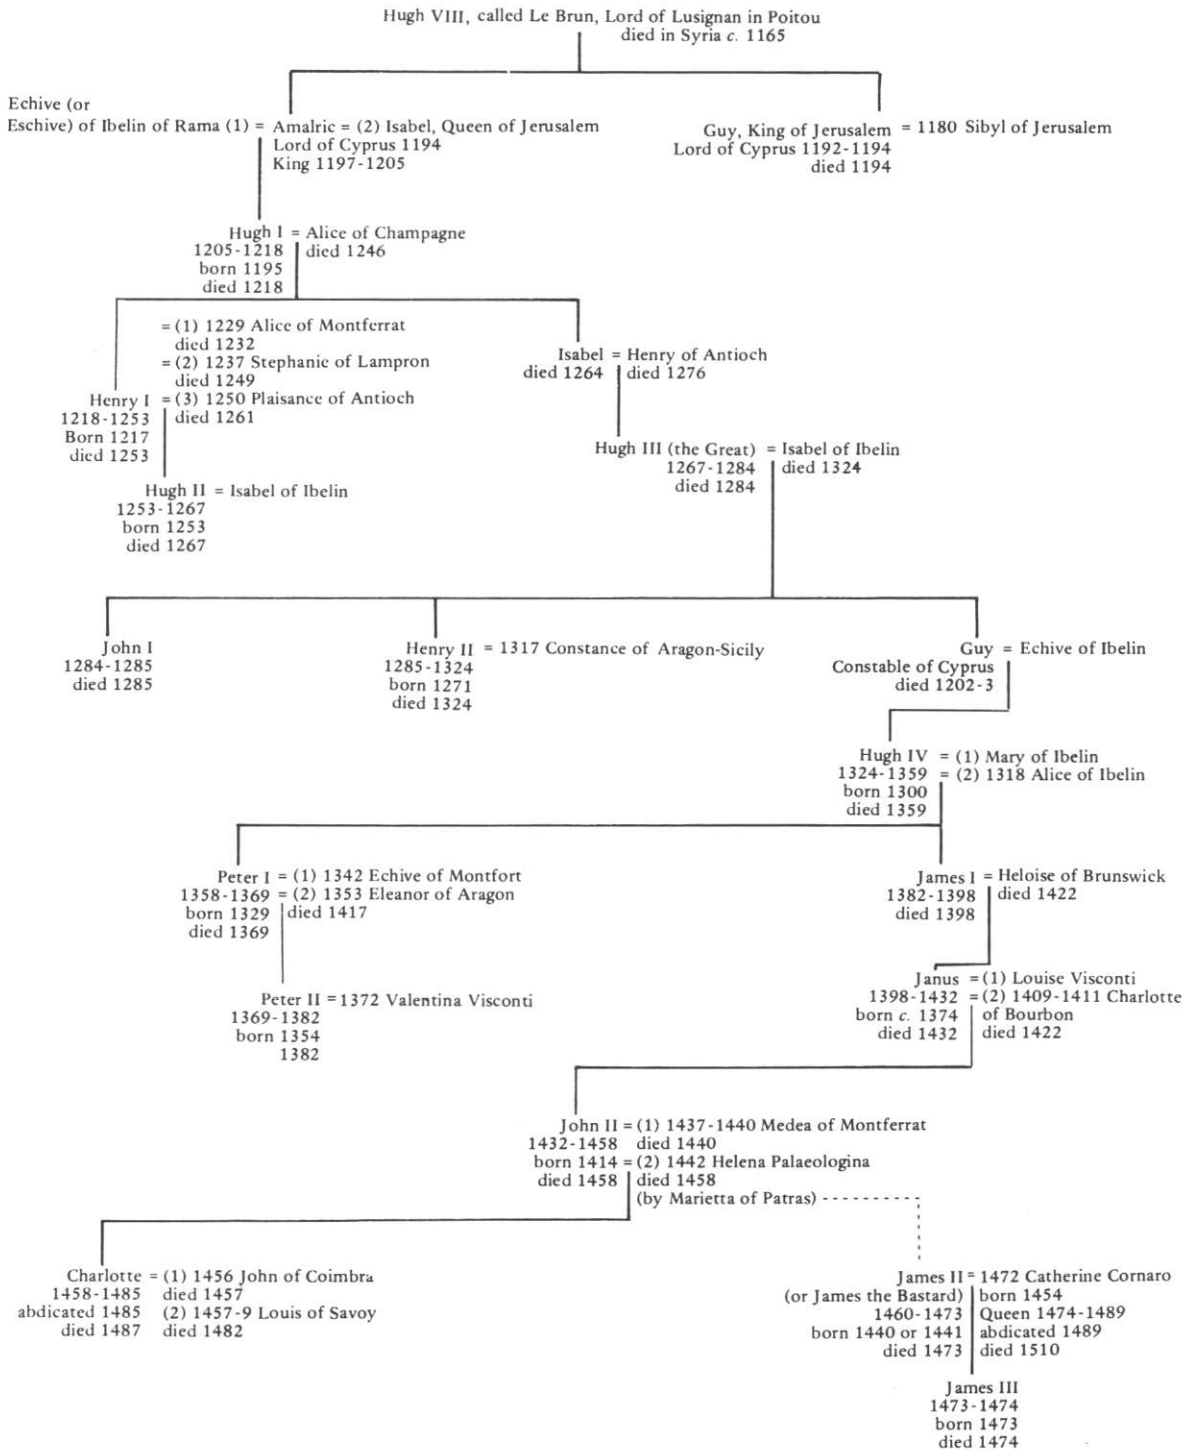 Hugh VIII, called Le Brun, Lord of Lusignan in Poitou
died in Syria c. 1165
Echive (or
Eschive) of Ibelin of Rama (1) = Amalric = (2) Isabel, Queen of Jerusalem
Lord of Cyprus 1194
King 1197-1205
Guy, King of Jerusalem = 1180 Sibyl of Jerusalem
Lord of Cyprus 1192-1194
died 1194
Hugh I = Alice of Champagne
1205-1218 died 1246
born 1195
died 1218
= (1) 1229 Alice of Montferrat
died 1232
= (2) 1237 Stephanie of Lampron
died 1249
Henry I = (3) 1250 Plaisance of Antioch
1218-1253 died 1261
Born 1217
died 1253
Isabel = Henry of Antioch
died 1264 died 1276
Hugh III (the Great) = Isabel of Ibelin
1267-1284 died 1324
died 1284
Hugh II = Isabel of Ibelin
1253-1267
born 1253
died 1267
John I
1284-1285
died 1285
Henry II = 1317 Constance of Aragon-Sicily
1285-1324
born 1271
died 1324
Guy = Echive of Ibelin
Constable of Cyprus
died 1202-3
Hugh IV = (1) Mary of Ibelin
1324-1359 = (2) 1318 Alice of Ibelin
born 1300
died 1359
Peter I = (1) 1342 Echive of Montfort
1358-1369 = (2) 1353 Eleanor of Aragon
born 1329 died 1417
died 1369
James I = Heloise of Brunswick
1382-1398 died 1422
died 1398
Peter II = 1372 Valentina Visconti
1369-1382
born 1354
1382
Janus = (1) Louise Visconti
1398-1432 = (2) 1409-1411 Charlotte
born c. 1374 of Bourbon
died 1432 died 1422
John II = (1) 1437-1440 Medea of Montferrat
1432-1458 died 1440
born 1414 = (2) 1442 Helena Palaeologina
died 1458 died 1458
(by Marietta of Patras)
Charlotte = (1) 1456 John of Coimbra
1458-1485 died 1457
abdicated 1485 (2) 1457-9 Louis of Savoy
died 1487 died 1482
James II = 1472 Catherine Cornaro
(or James the Bastard) born 1454
1460-1473 Queen 1474-1489
born 1440 or 1441 abdicated 1489
died 1473 died 1510
James III
1473-1474
born 1473
died 1474